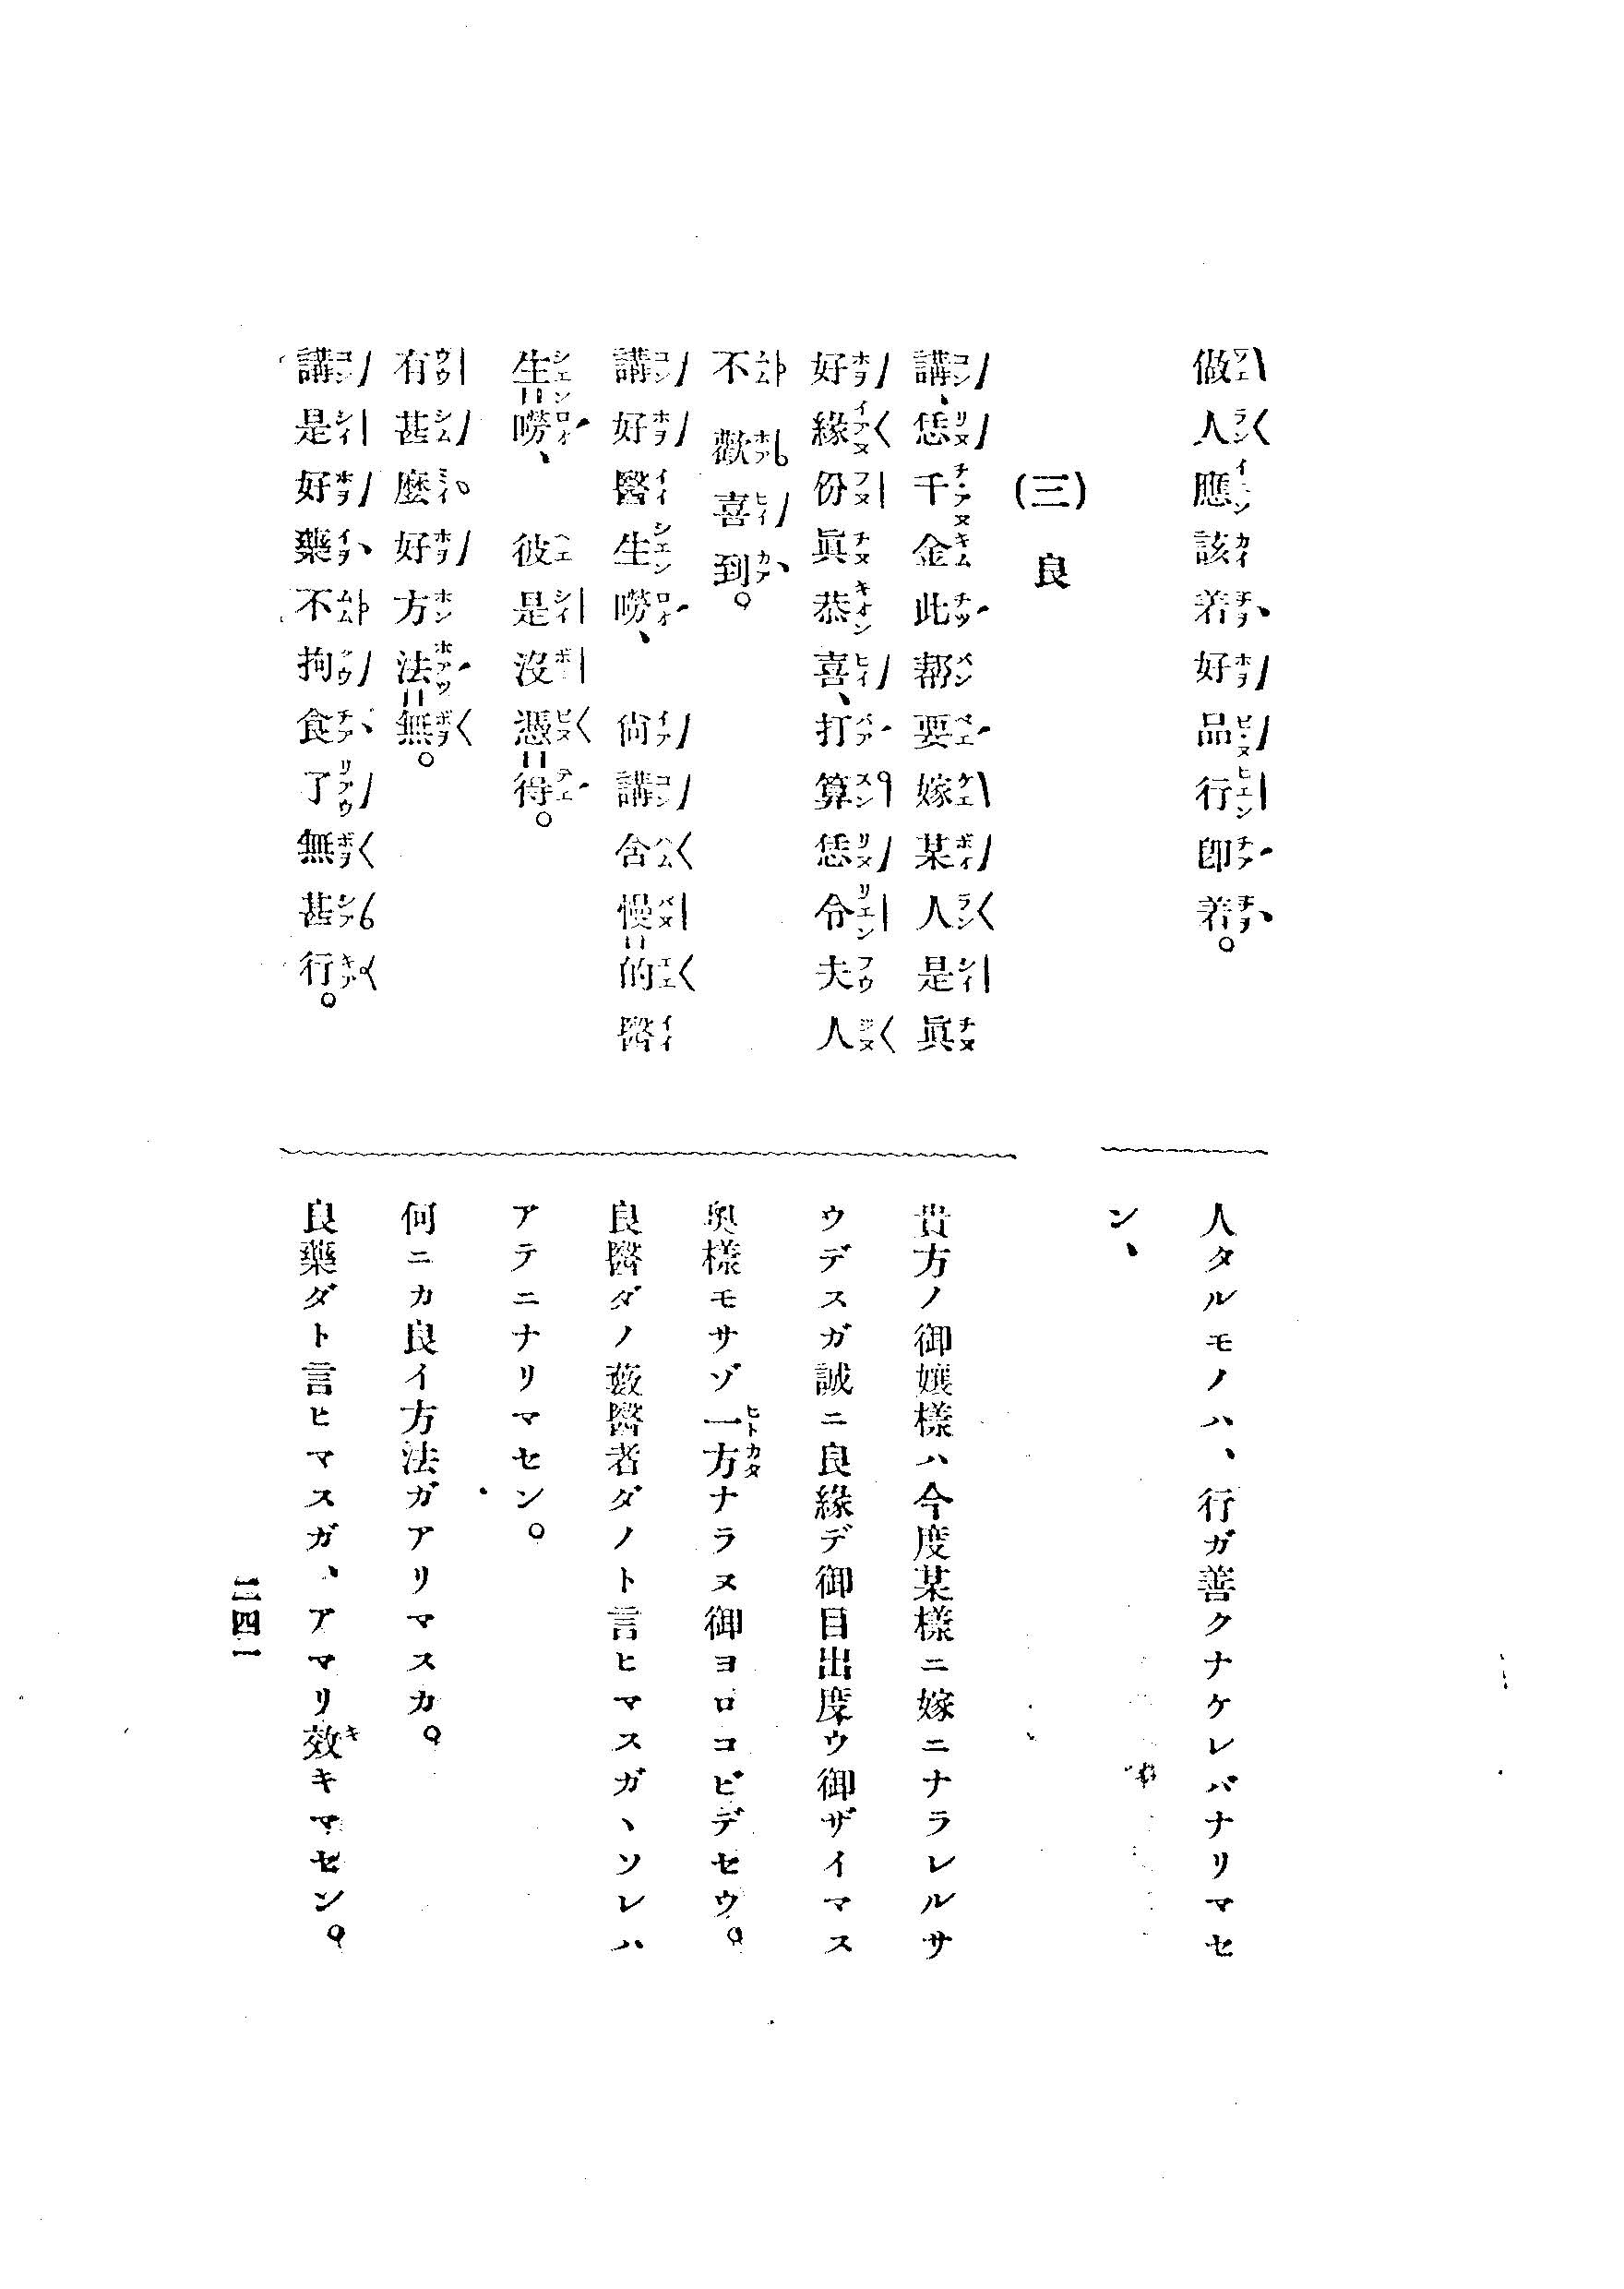 做人應該若好品行卽若。
人タルモノハ、行ガ善クナケレバナリマセ
ン、
(三) 良
講、恁千金此幇要嫁某人是眞
好緣份眞恭喜、打算恁令夫人
不歡喜到。
貴方ノ御孃樣ハ今度某樣ニ嫁ニナラレルサ
ウデスガ誠ニ良緣デ御目出度ウ御ザイマス
奥樣モサゾ一方ナラヌ御ヨロコビデセウ。
講好醫生嘮、尙講含慢的醫
生嘮、彼是沒憑得。
良醫ダノ藪醫者ダノト言ヒマスガ、ソレハ
アテニナリマセン。
有甚麼好方法無。
何ニカ良イ方法ガアリマスカ。
講是好藥不拘食了無甚行。
良藥ダト言ヒマスガ、アマリ效キマセン。
三四一